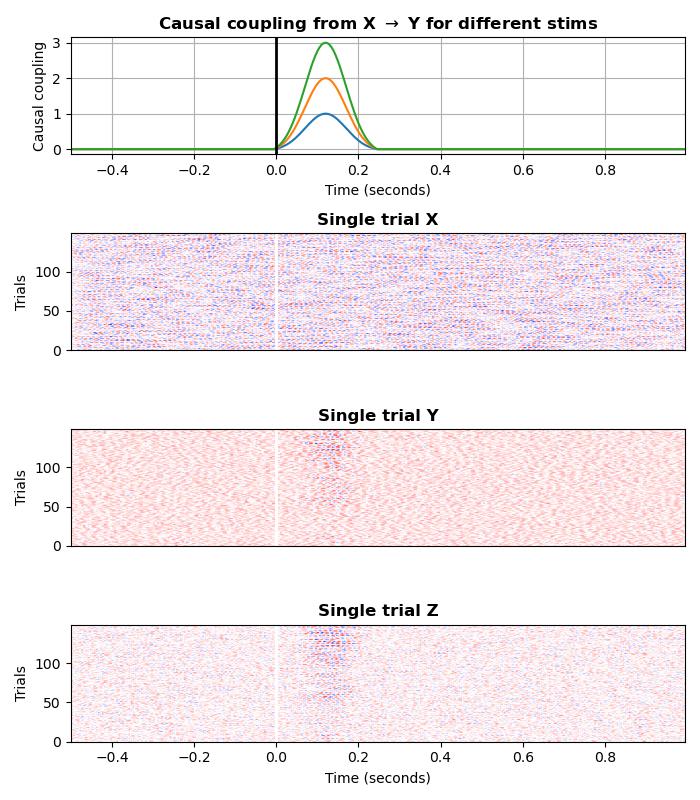 Causal coupling from X → Y for different stims
Causal coupling
3
2
1
0
−0.4 −0.2 0.0 0.2 0.4 0.6 0.8
Time (seconds)
Single trial X
Trials
100
50
0
Single trial Y
Trials
100
50
0
Single trial Z
Trials
100
50
0
−0.4 −0.2 0.0 0.2 0.4 0.6 0.8
Time (seconds)